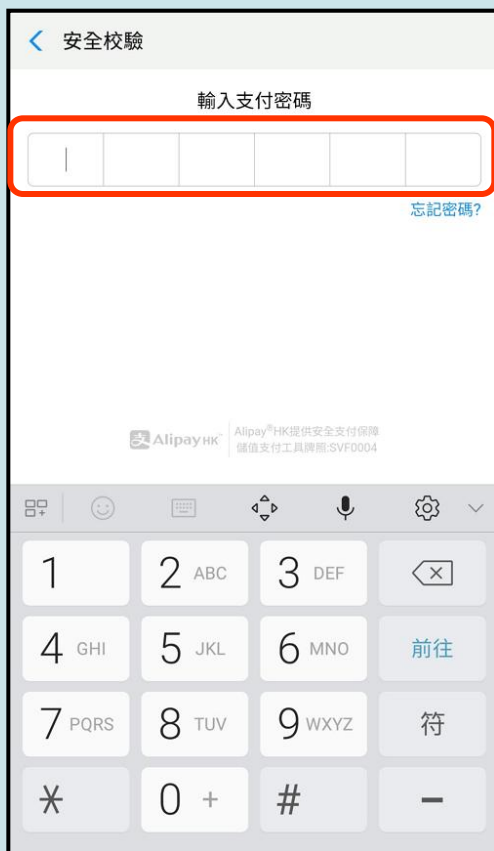 安全校驗
輸入支付密碼
忘記密碼?
支 AlipayHK™ Alipay®HK提供安全支付保障
儲值支付工具牌照:SVF0004
1 2 ABC 3 DEF
4 GHI 5 JKL 6 MNO 前往
7 PQRS 8 TUV 9 WXYZ 符
* 0 + # -